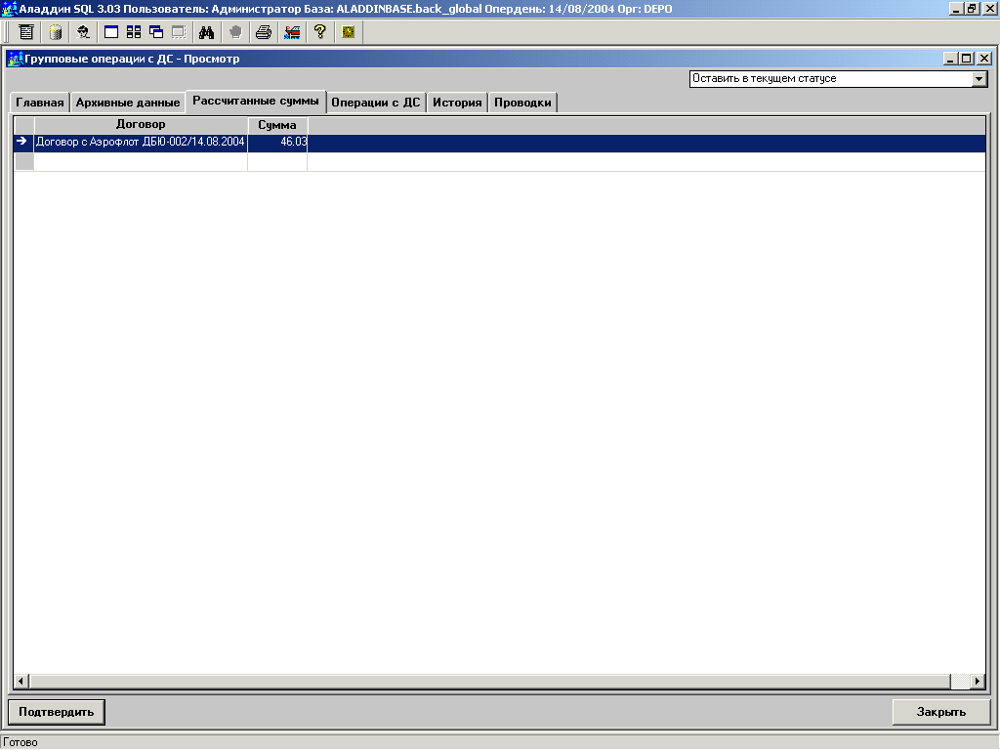 Аладдин SQL 3.03 Пользователь: Администратор База: ALADDINBASE.back_global Опердень: 14/08/2004 Орг: DEPO
Групповые операции с ДС - Просмотр
Оставить в текущем статусе
Главная Архивные данные Рассчитанные суммы Операции с ДС История Проводки
Договор Сумма
Договор с Аэрофлот ДБЮ-002/14.08.2004 46.03
Подтвердить Закрыть
Готово